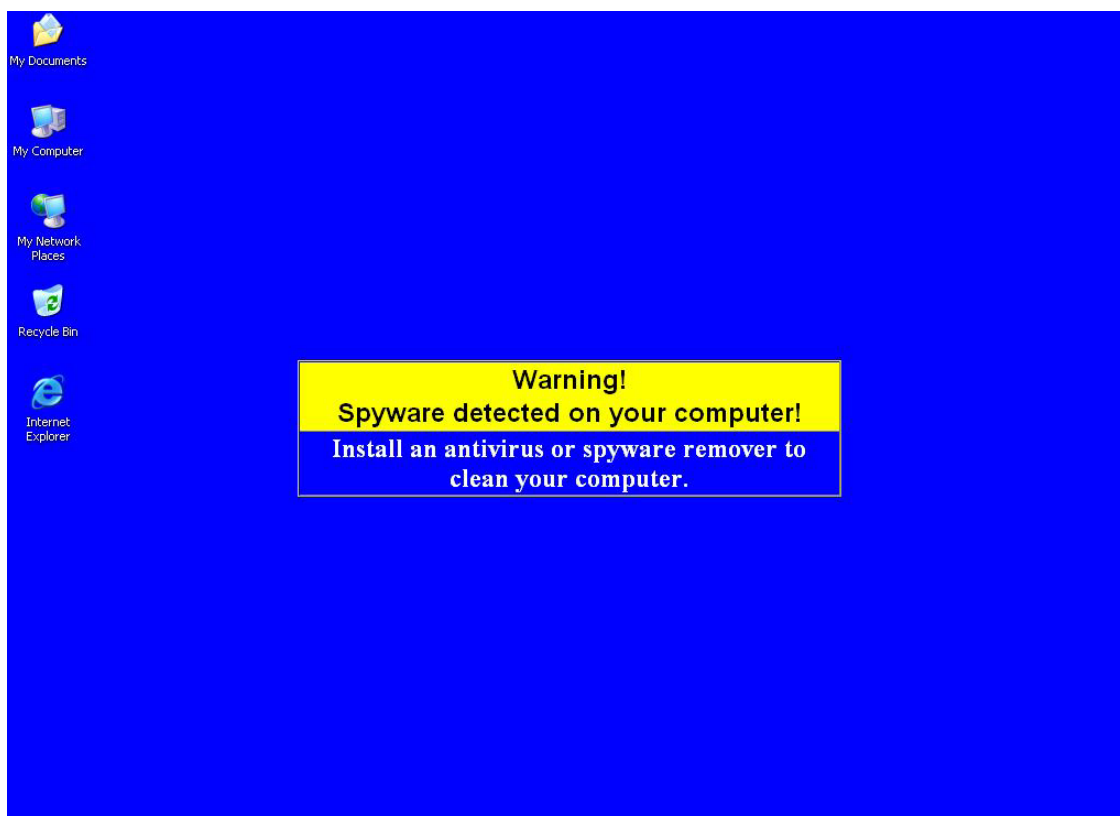 My Documents
My Computer
My Network
Places
Recycle Bin
Internet
Explorer
Warning!
Spyware detected on your computer!
Install an antivirus or spyware remover to
clean your computer.